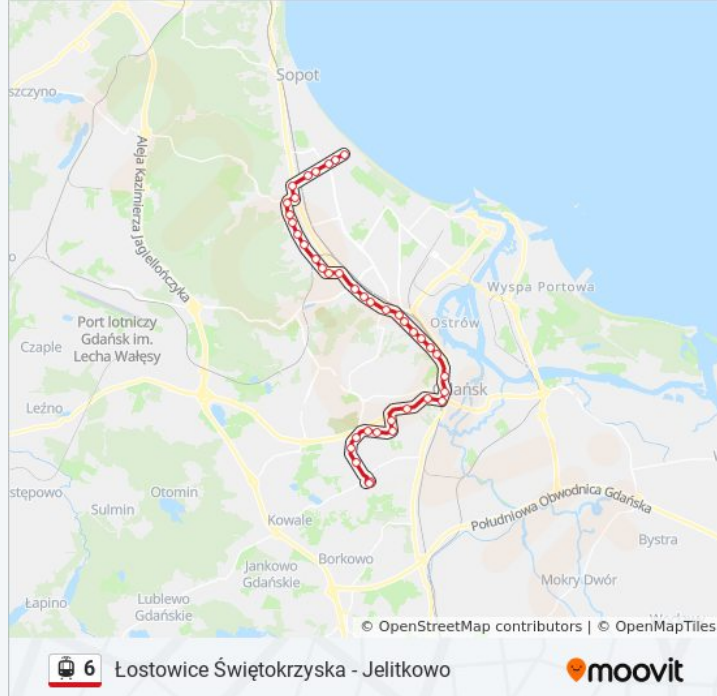 Sopot
szczyno
Aleja Kazimierza Jagiellończyka
Wyspa Portowa
Port lotniczy
Gdańsk im.
Lecha Wałęsy
Ostrów
Czaple
Gdańsk
Leźno
stępowo
Otomin
Sulmin
Kowale
Południowa Obwodnica Gdańska
Bystra
Jankowo
Gdańskie
Borkowo
Mokry Dwór
Łapino
Lublewo
Gdańskie
© OpenStreetMap contributors | © OpenMapTiles
6 Łostowice Świętokrzyska - Jelitkowo
moovit